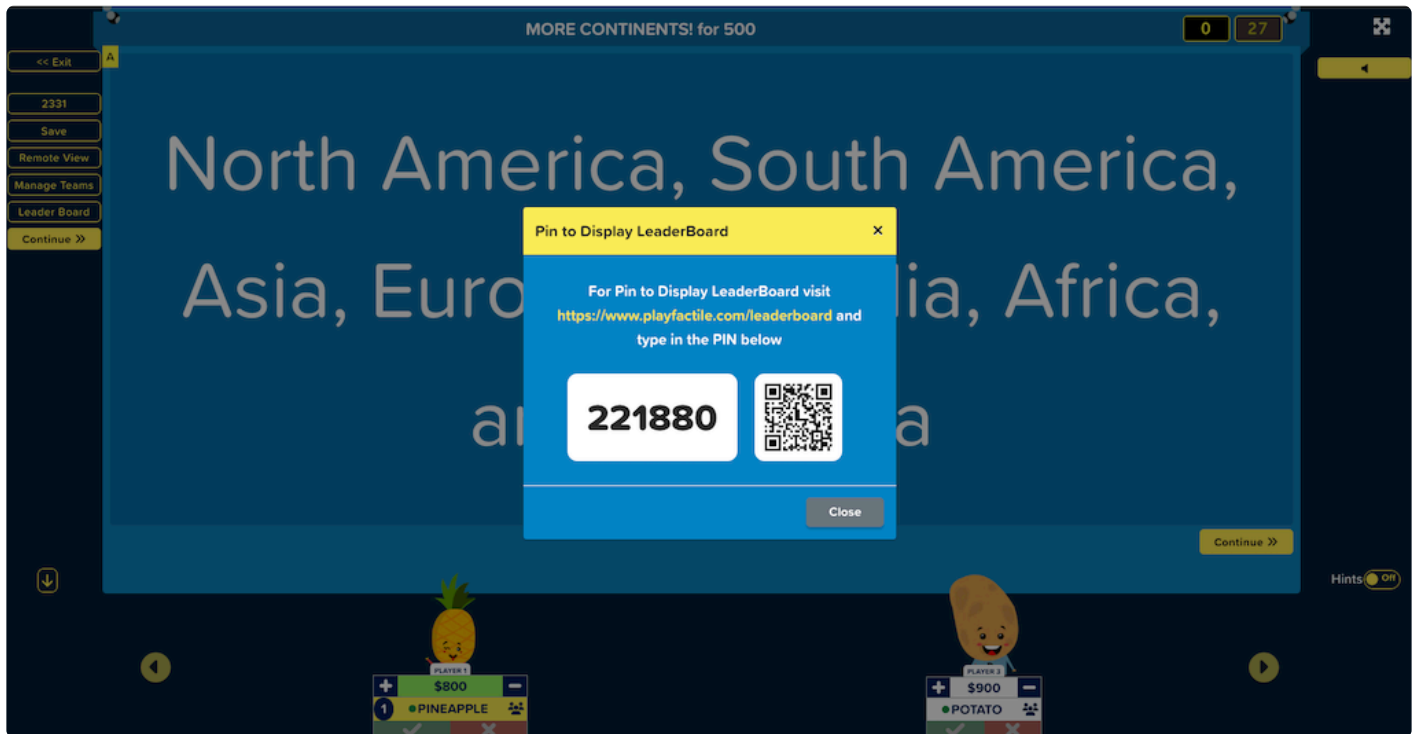 MORE CONTINENTS! for 500
0 27
<< Exit
A
2331
Save
Remote View
Manage Teams
Leader Board
Continue »
North America, South America,
Asia, Euro lia, Africa,
a a
Pin to Display LeaderBoard ×
For Pin to Display LeaderBoard visit
https://www.playfactile.com/leaderboard and
type in the PIN below
221880
Close
Continue »
Hints Off
PLAYER 1
+ $800 −
1 PINEAPPLE
PLAYER 2
+ $900 −
POTATO